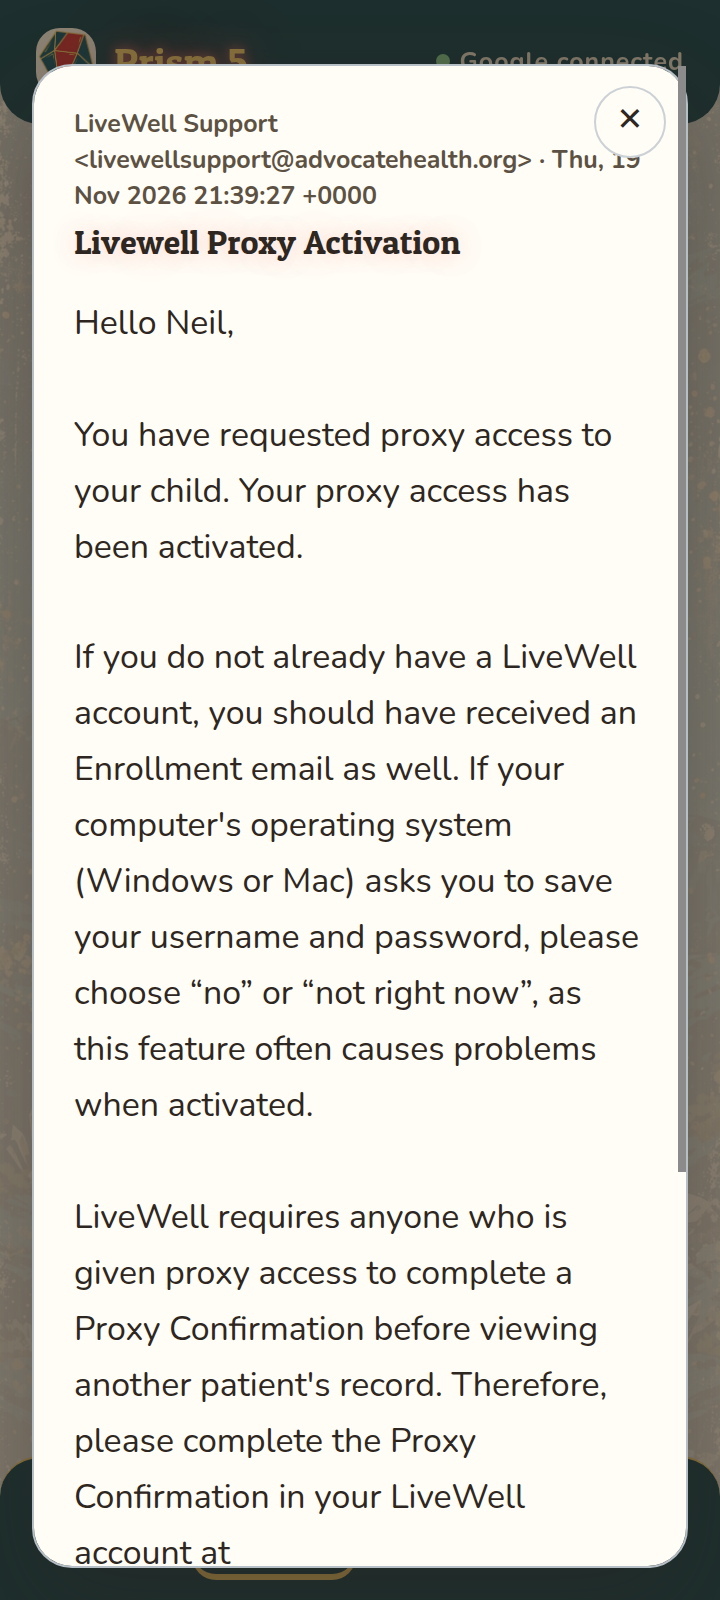 Prism 5
Google connected
✕
LiveWell Support
<livewellsupport@advocatehealth.org> · Thu, 19
Nov 2026 21:39:27 +0000
Livewell Proxy Activation
Hello Neil,
You have requested proxy access to
your child. Your proxy access has
been activated.
If you do not already have a LiveWell
account, you should have received an
Enrollment email as well. If your
computer's operating system
(Windows or Mac) asks you to save
your username and password, please
choose “no” or “not right now”, as
this feature often causes problems
when activated.
LiveWell requires anyone who is
given proxy access to complete a
Proxy Confirmation before viewing
another patient's record. Therefore,
please complete the Proxy
Confirmation in your LiveWell
account at